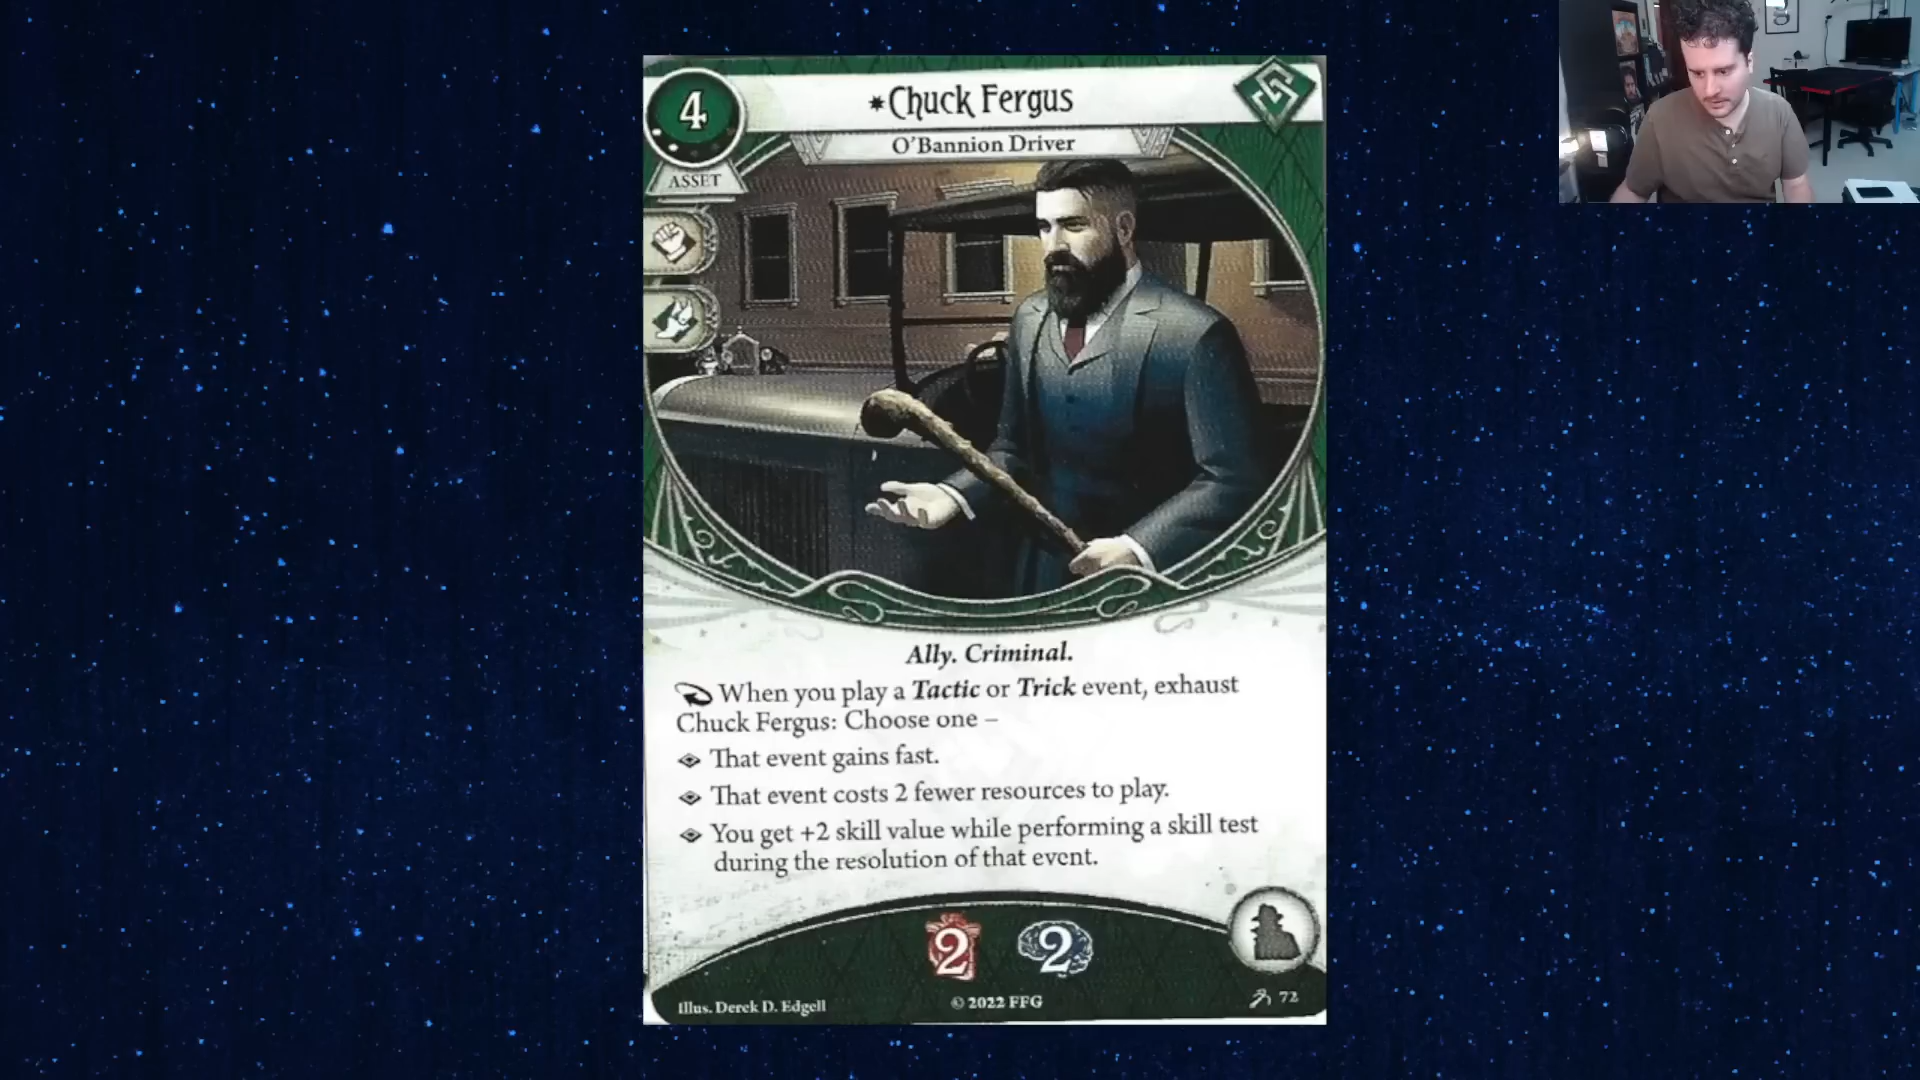 4
*Chuck Fergus
O'Bannion Driver
ASSET
Ally. Criminal.
When you play a Tactic or Trick event, exhaust
Chuck Fergus: Choose one –
That event gains fast.
That event costs 2 fewer resources to play.
You get +2 skill value while performing a skill test
during the resolution of that event.
2 2
Illus. Derek D. Edgell © 2022 FFG 72